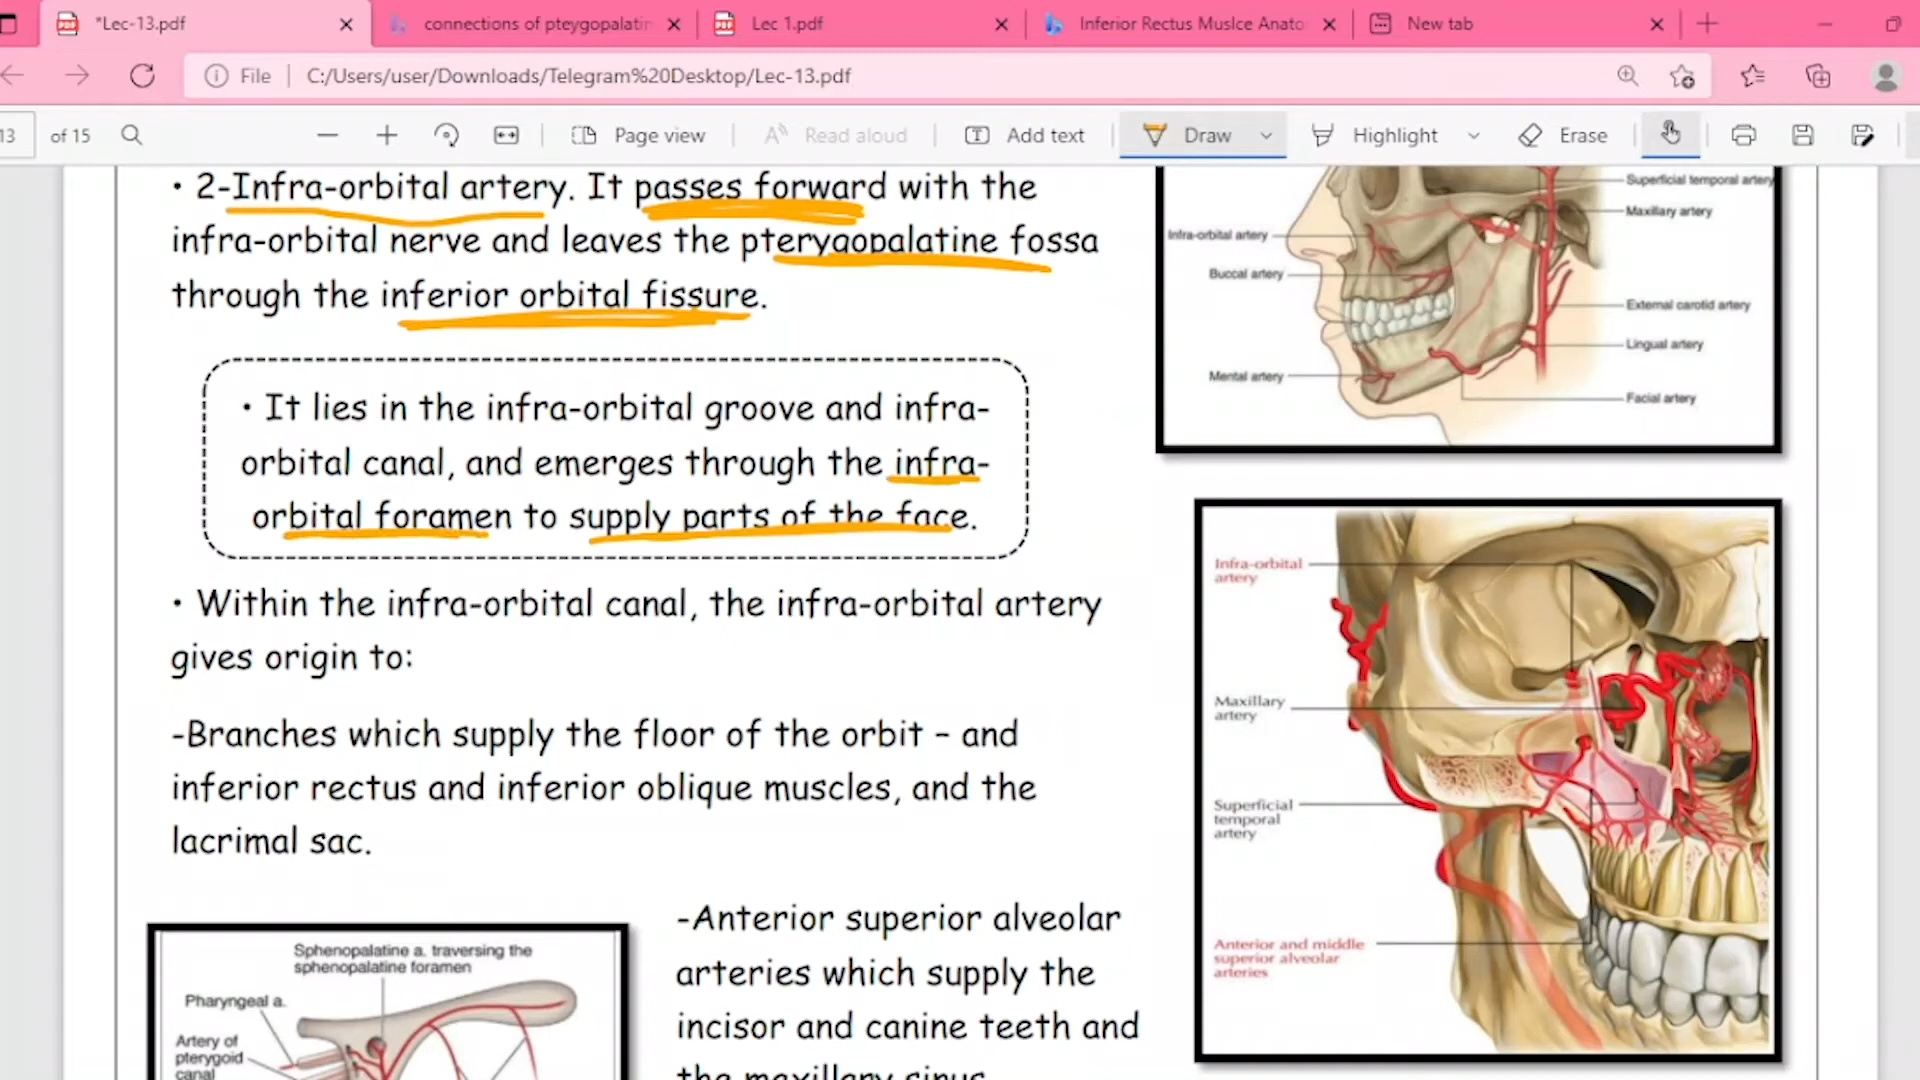 *Lec-13.pdf
connections of pteygopalatin
Lec 1.pdf
Inferior Rectus Muslce Anato
New tab
File
C:/Users/user/Downloads/Telegram%20Desktop/Lec-13.pdf
13 of 15
Page view
Read aloud
Add text
Draw
Highlight
Erase
• 2-Infra-orbital artery. It passes forward with the
infra-orbital nerve and leaves the pterygopalatine fossa
through the inferior orbital fissure.
• It lies in the infra-orbital groove and infra-
orbital canal, and emerges through the infra-
orbital foramen to supply parts of the face.
• Within the infra-orbital canal, the infra-orbital artery
gives origin to:
-Branches which supply the floor of the orbit – and
inferior rectus and inferior oblique muscles, and the
lacrimal sac.
-Anterior superior alveolar
arteries which supply the
incisor and canine teeth and
the maxillary sinus
Sphenopalatine a. traversing the
sphenopalatine foramen
Pharyngeal a.
Artery of
pterygoid
canal
Superficial temporal artery
Maxillary artery
Infra-orbital artery
Buccal artery
External carotid artery
Lingual artery
Mental artery
Facial artery
Infra-orbital
artery
Maxillary
artery
Superficial
temporal
artery
Anterior and middle
superior alveolar
arteries